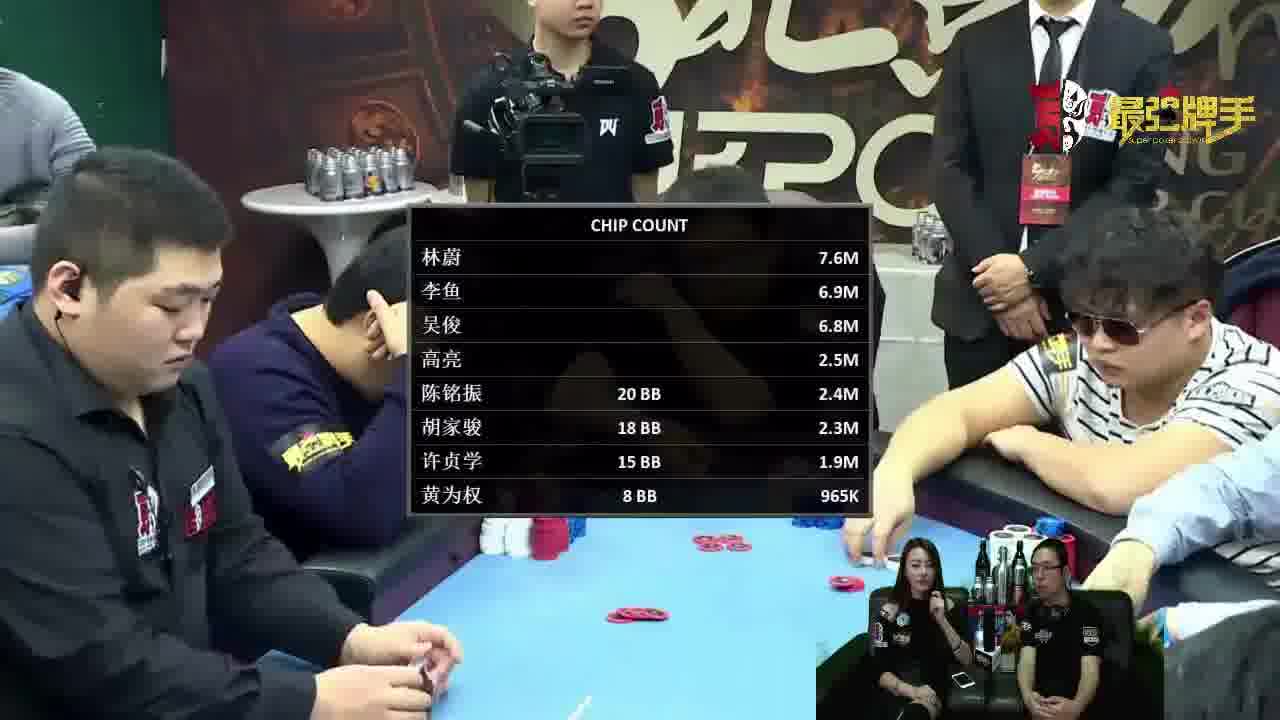 最强牌手
CHIP COUNT
林蔚 7.6M
李鱼 6.9M
吴俊 6.8M
高亮 2.5M
陈铭振 20 BB 2.4M
胡家骏 18 BB 2.3M
许贞学 15 BB 1.9M
黄为权 8 BB 965K